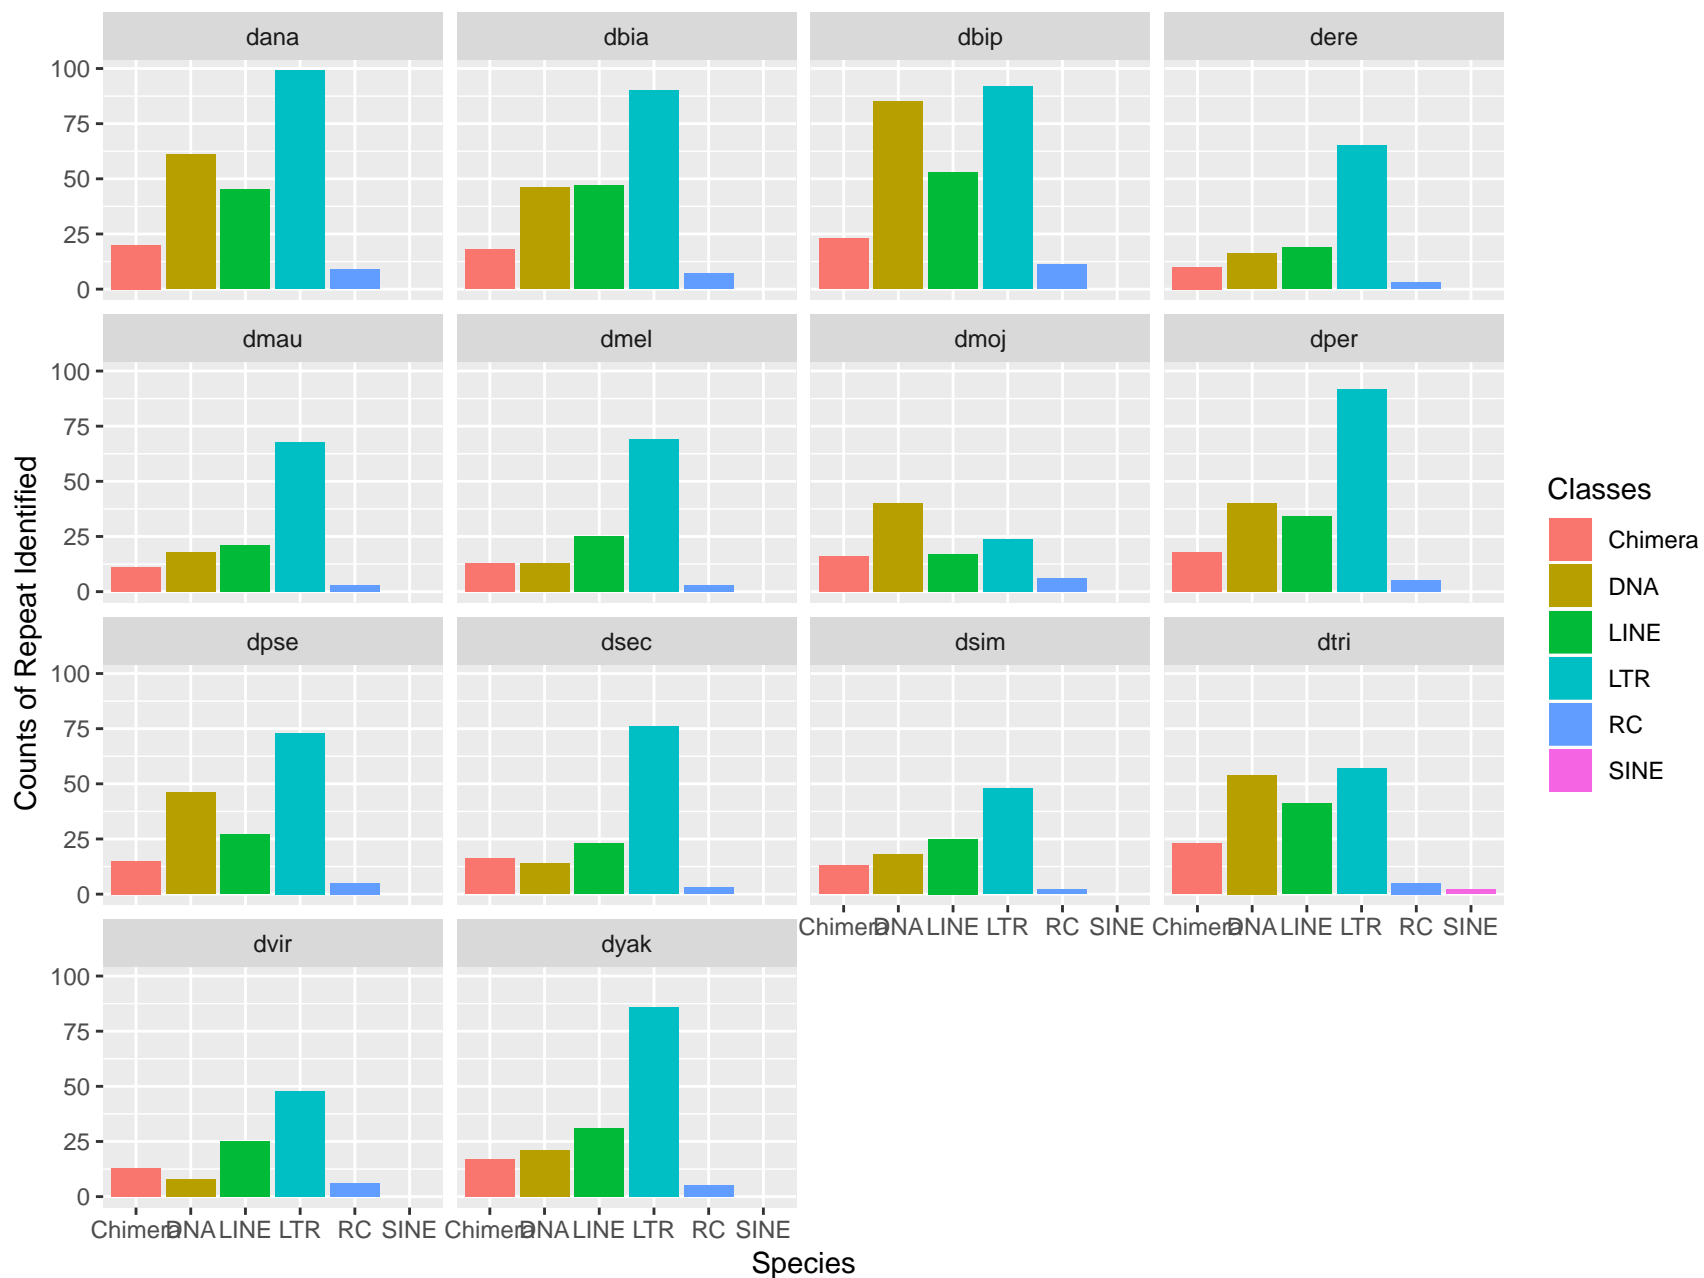 dana dbia dbip dere
100
75
50
25
0
dmau dmel dmoj dper
100
75
50
25
0
dpse dsec dsim dtri
100
75
50
25
0
Chimera DNA LINE LTR RC SINE Chimera DNA LINE LTR RC SINE
dvir dyak
100
75
50
25
0
Chimera DNA LINE LTR RC SINE Chimera DNA LINE LTR RC SINE
Species
Counts of Repeat Identified
Classes
Chimera
DNA
LINE
LTR
RC
SINE